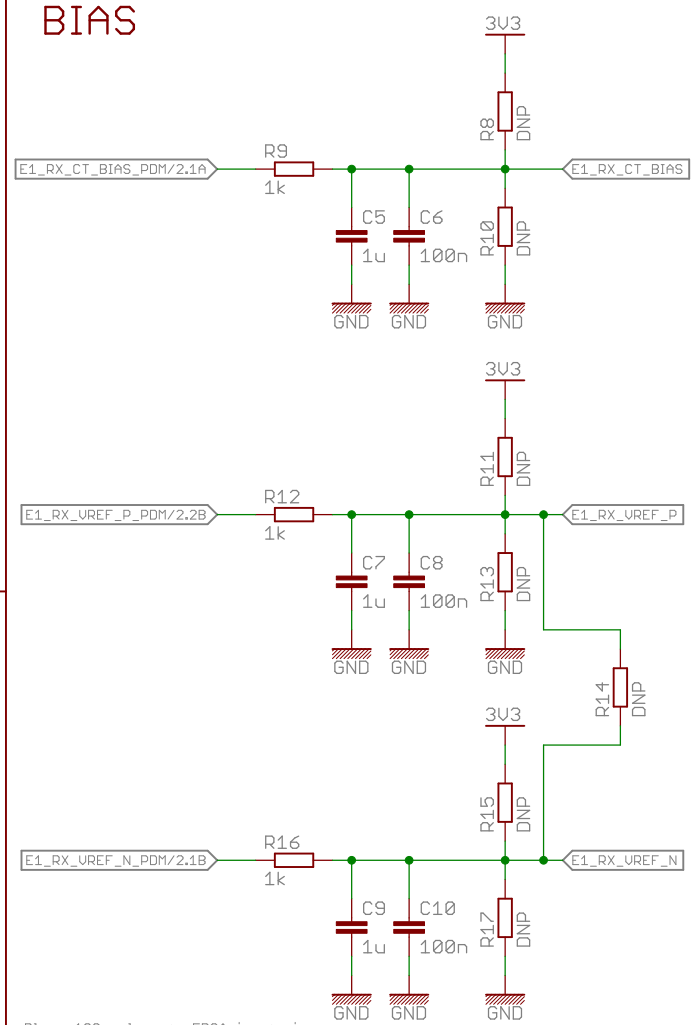 BIAS
3V3
R8
DNP
E1_RX_CT_BIAS_PDM/2.1A
R9
1k
E1_RX_CT_BIAS
C5
1u
C6
100n
R10
DNP
GND
GND
GND
3V3
R11
DNP
E1_RX_VREF_P_PDM/2.2B
R12
1k
E1_RX_VREF_P
C7
1u
C8
100n
R13
DNP
GND
GND
GND
R14
DNP
3V3
R15
DNP
E1_RX_VREF_N_PDM/2.1B
R16
1k
E1_RX_VREF_N
C9
1u
C10
100n
R17
DNP
GND
GND
GND